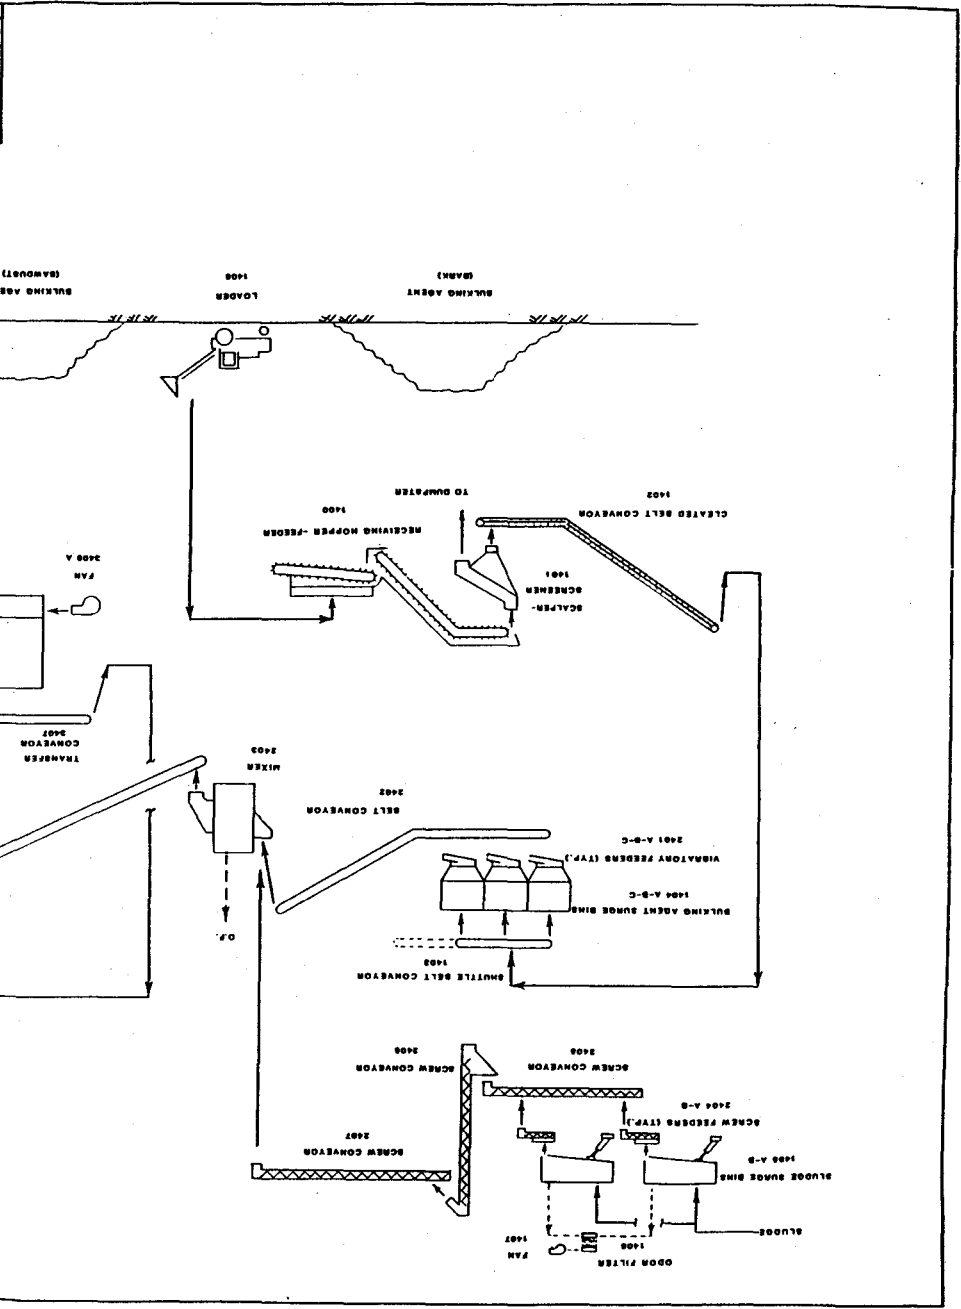 ODOR FILTER
1406
FAN
1407
SLUDGE
SLUDGE SURGE BINS
1405 A-B
SCREW FEEDERS (TYP.)
2404 A-B
SCREW CONVEYOR
2407
SCREW CONVEYOR
2405
SCREW CONVEYOR
2406
SHUTTLE BELT CONVEYOR
1403
O.F.
BULKING AGENT SURGE BINS
1404 A-B-C
VIBRATORY FEEDERS (TYP.)
2401 A-B-C
BELT CONVEYOR
2402
MIXER
2403
TRANSFER
CONVEYOR
3407
SCALPER-
SCREENER
1401
FAN
3408 A
CLEATED BELT CONVEYOR
1402
RECEIVING HOPPER-FEEDER
1400
TO DUMPSTER
BULKING AGENT
(BARK)
LOADER
1408
BULKING AGE
(SAWDUST)